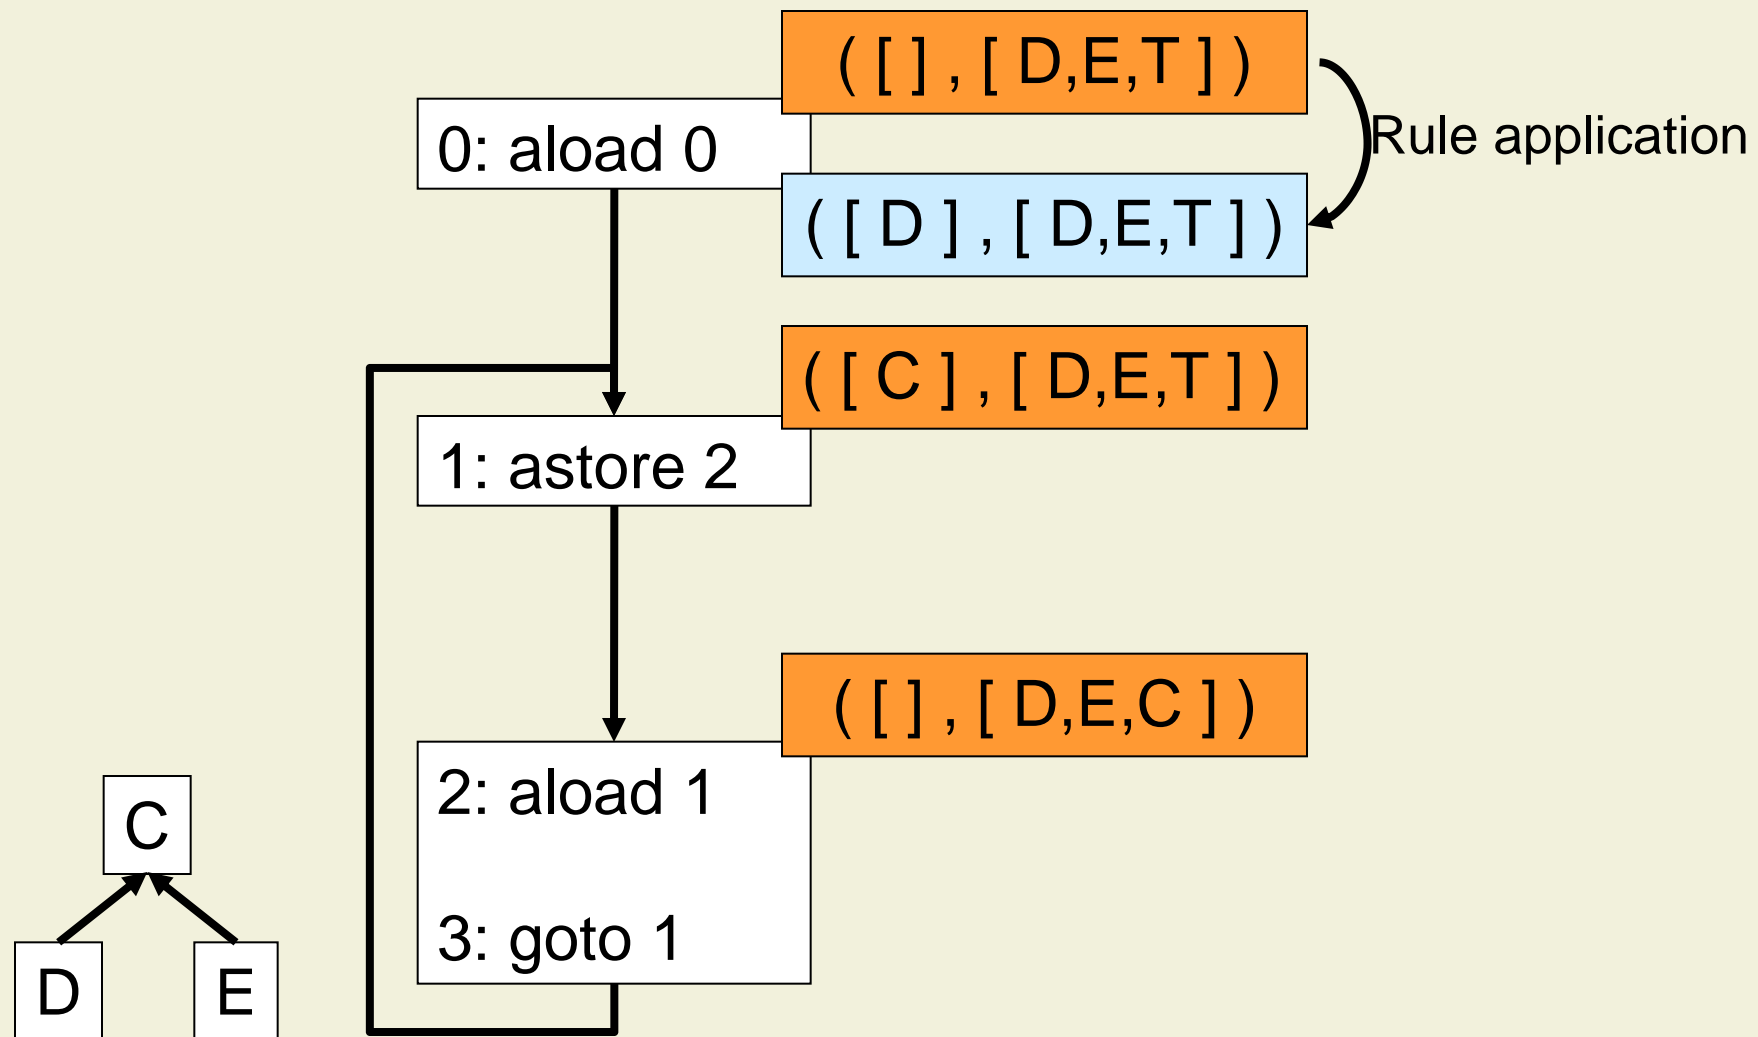 ( [ ] , [ D,E,T ] )
0: aload 0
Rule application
( [ D ] , [ D,E,T ] )
( [ C ] , [ D,E,T ] )
1: astore 2
( [ ] , [ D,E,C ] )
2: aload 1
3: goto 1
C
D
E